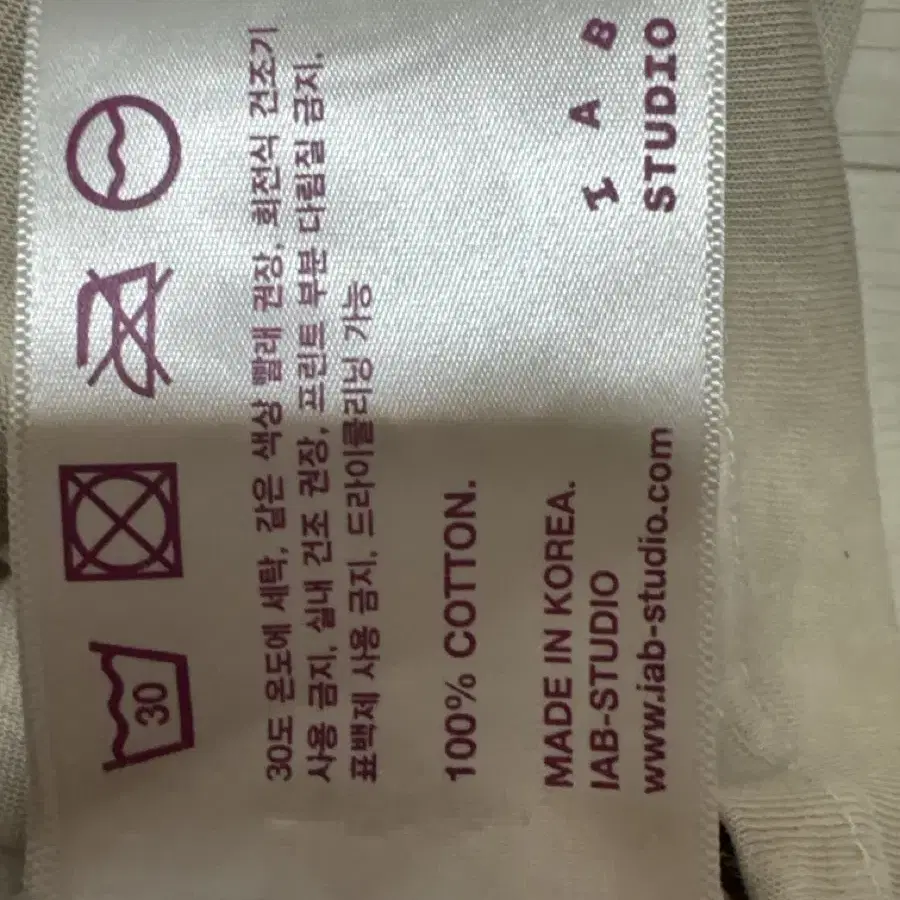 30
30도 온도에 세탁, 같은 색상 빨래 권장, 회전식 건조기
사용 금지, 실내 건조 권장, 프린트 부분 다림질 금지,
표백제 사용 금지, 드라이클리닝 가능
100% COTTON.
MADE IN KOREA.
IAB-STUDIO
www.iab-studio.com
I A B
STUDIO